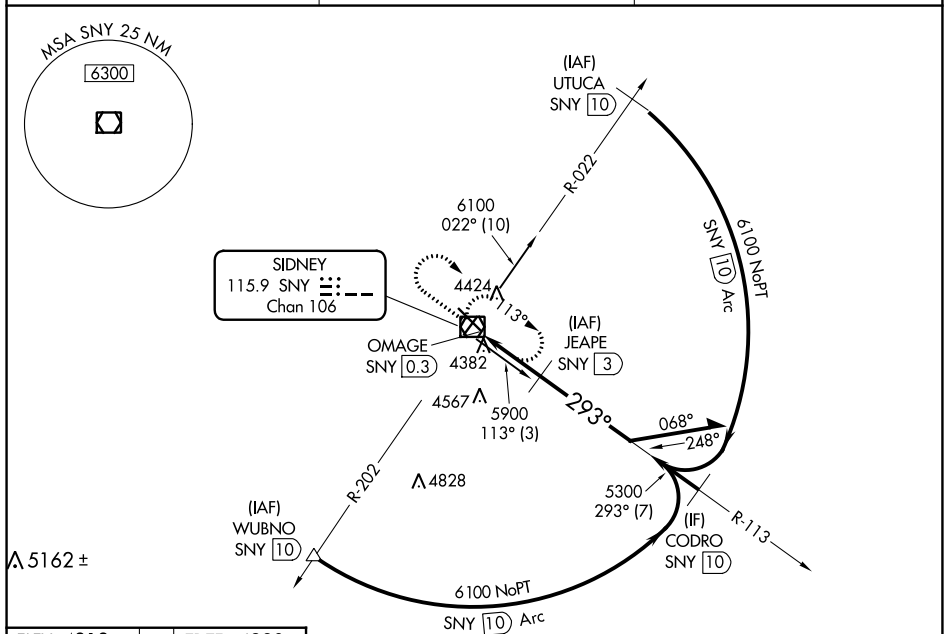 MSA SNY 25 NM
6300
(IAF)
UTUCA
SNY 10
R-022
6100
022° (10)
6100 NoPT
SNY 10 Arc
SIDNEY
115.9 SNY
Chan 106
4424
113°
(IAF)
JEAPE
SNY 3
OMAGE
SNY 0.3
4382
4567
5900
113° (3)
293°
068°
248°
R-202
4828
5300
293° (7)
(IF)
CODRO
SNY 10
R-113
(IAF)
WUBNO
SNY 10
5162 ±
6100 NoPT
SNY 10 Arc